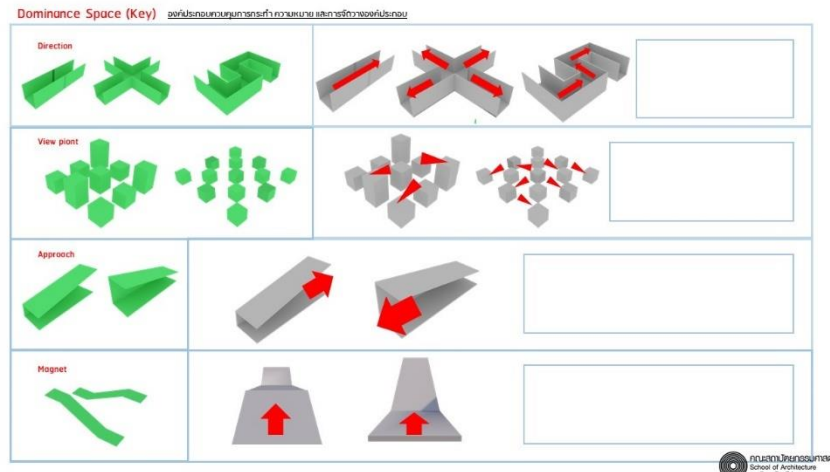 Dominance Space (Key) องค์ประกอบควบคุมการกระทำ ความหมาย และการจัดวางองค์ประกอบ
Direction
View piont
Approach
Magnet
School of Architecture